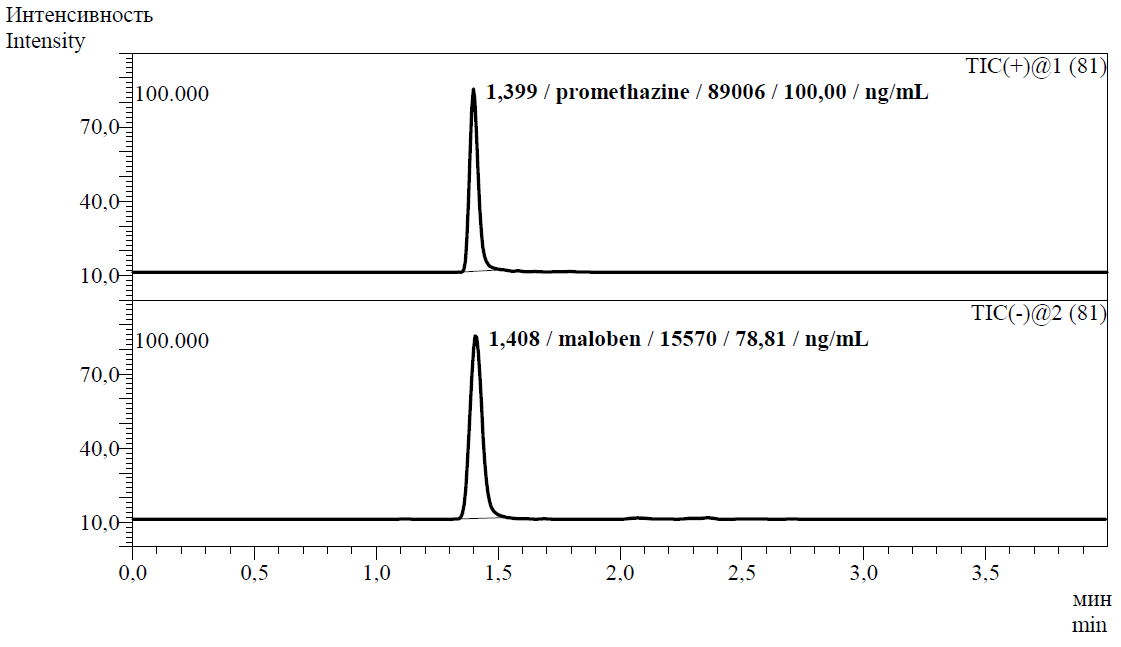 Интенсивность
Intensity
TIC(+)@1 (81)
100.000
1,399 / promethazine / 89006 / 100,00 / ng/mL
70,0
40,0
10,0
TIC(-)@2 (81)
100.000
1,408 / maloben / 15570 / 78,81 / ng/mL
70,0
40,0
10,0
0,0 0,5 1,0 1,5 2,0 2,5 3,0 3,5
мин
min